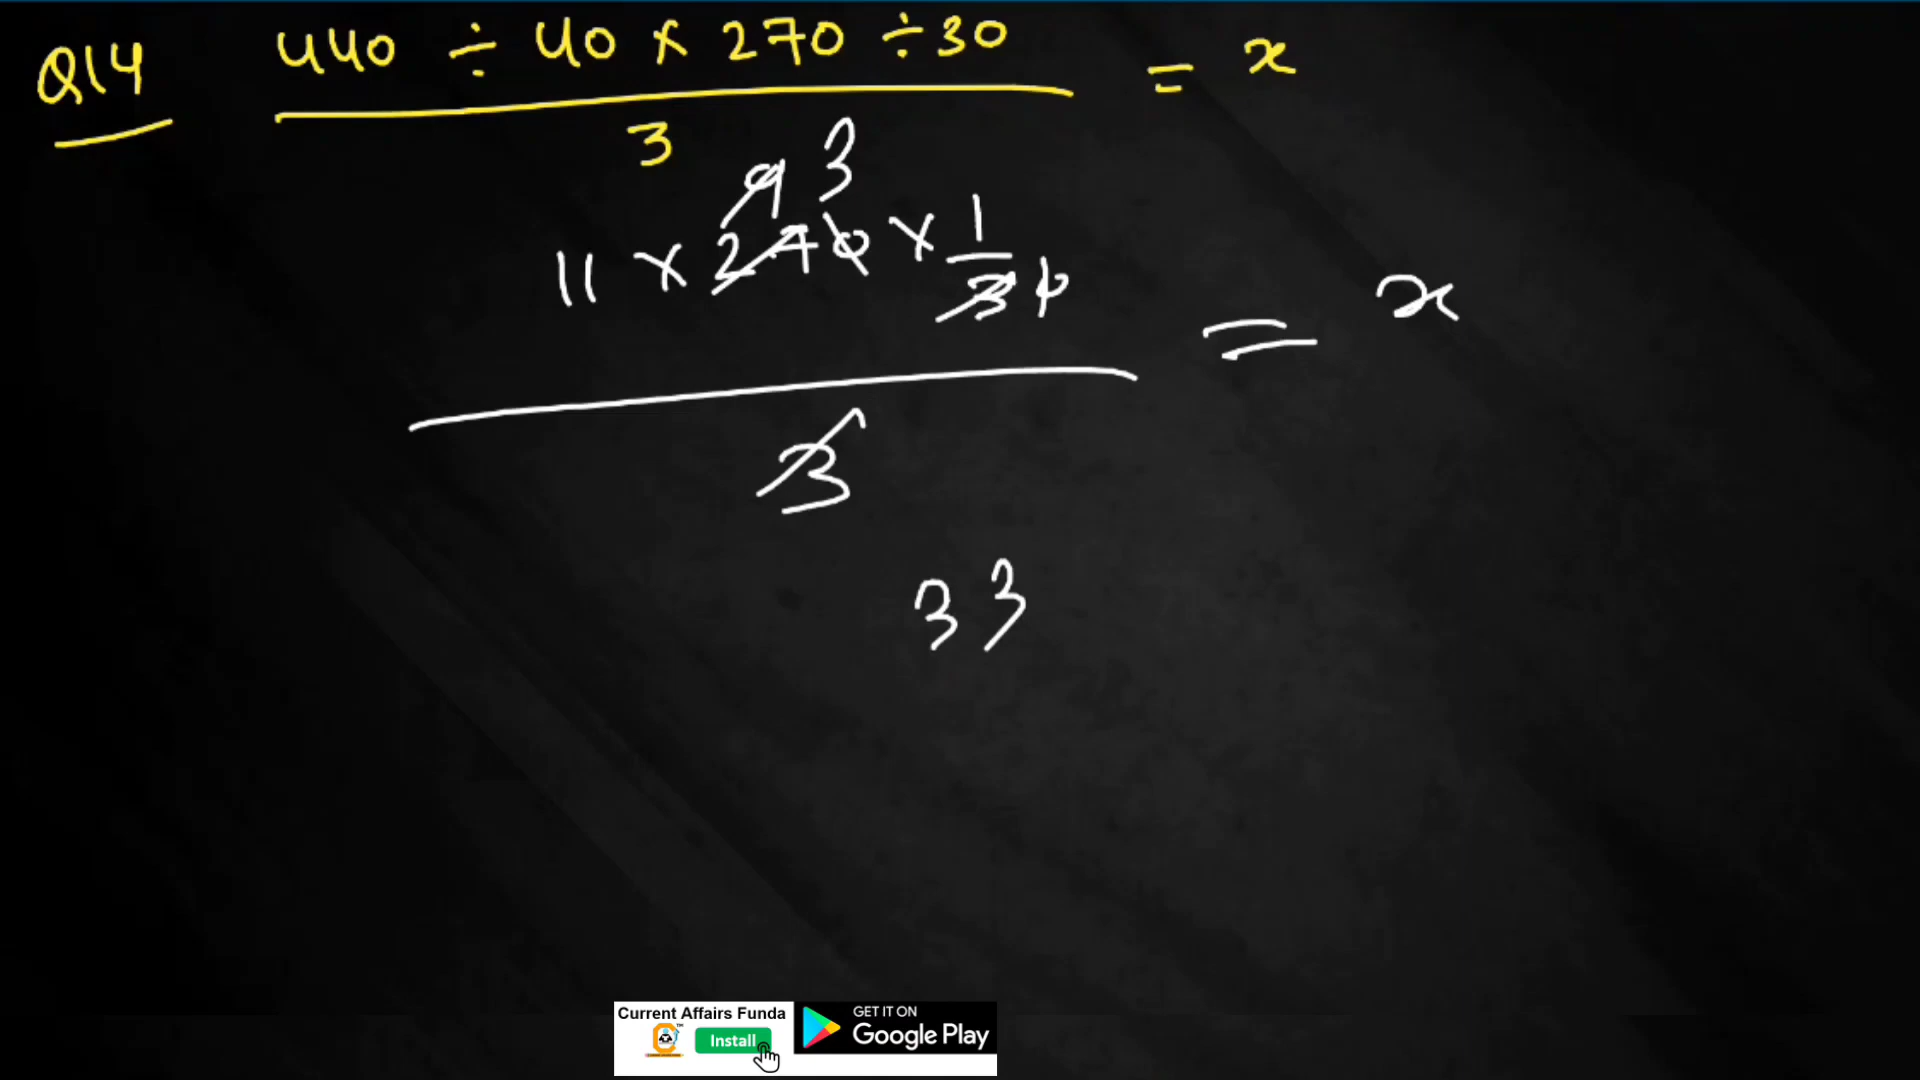 Q14 440 ÷ 40 × 270 ÷ 30 = x
3
9 3
11 × 270 × 1
30
= x
3
33
Current Affairs Funda
Install
GET IT ON
Google Play